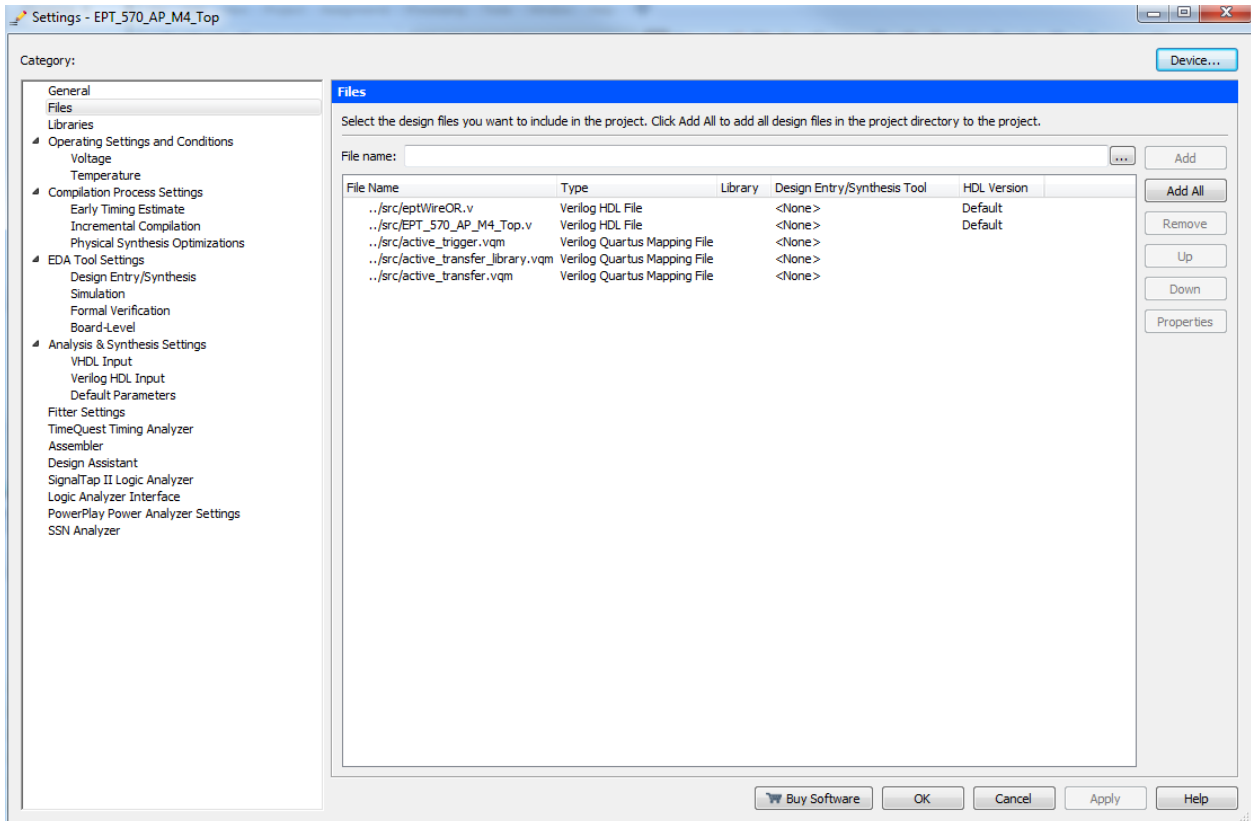 Settings - EPT_570_AP_M4_Top
Category:
Device...
General
Files
Libraries
Operating Settings and Conditions
Voltage
Temperature
Compilation Process Settings
Early Timing Estimate
Incremental Compilation
Physical Synthesis Optimizations
EDA Tool Settings
Design Entry/Synthesis
Simulation
Formal Verification
Board-Level
Analysis & Synthesis Settings
VHDL Input
Verilog HDL Input
Default Parameters
Fitter Settings
TimeQuest Timing Analyzer
Assembler
Design Assistant
SignalTap II Logic Analyzer
Logic Analyzer Interface
PowerPlay Power Analyzer Settings
SSN Analyzer
Files
Select the design files you want to include in the project. Click Add All to add all design files in the project directory to the project.
File name: ...
File Name Type Library Design Entry/Synthesis Tool HDL Version
../src/eptWireOR.v Verilog HDL File <None> Default
../src/EPT_570_AP_M4_Top.v Verilog HDL File <None> Default
../src/active_trigger.vqm Verilog Quartus Mapping File <None>
../src/active_transfer_library.vqm Verilog Quartus Mapping File <None>
../src/active_transfer.vqm Verilog Quartus Mapping File <None>
Add
Add All
Remove
Up
Down
Properties
Buy Software OK Cancel Apply Help